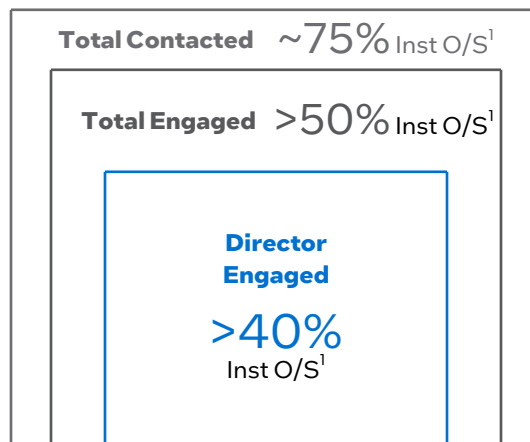 Total Contacted ~75% Inst O/S¹
Total Engaged >50% Inst O/S¹
Director
Engaged
>40%
Inst O/S¹